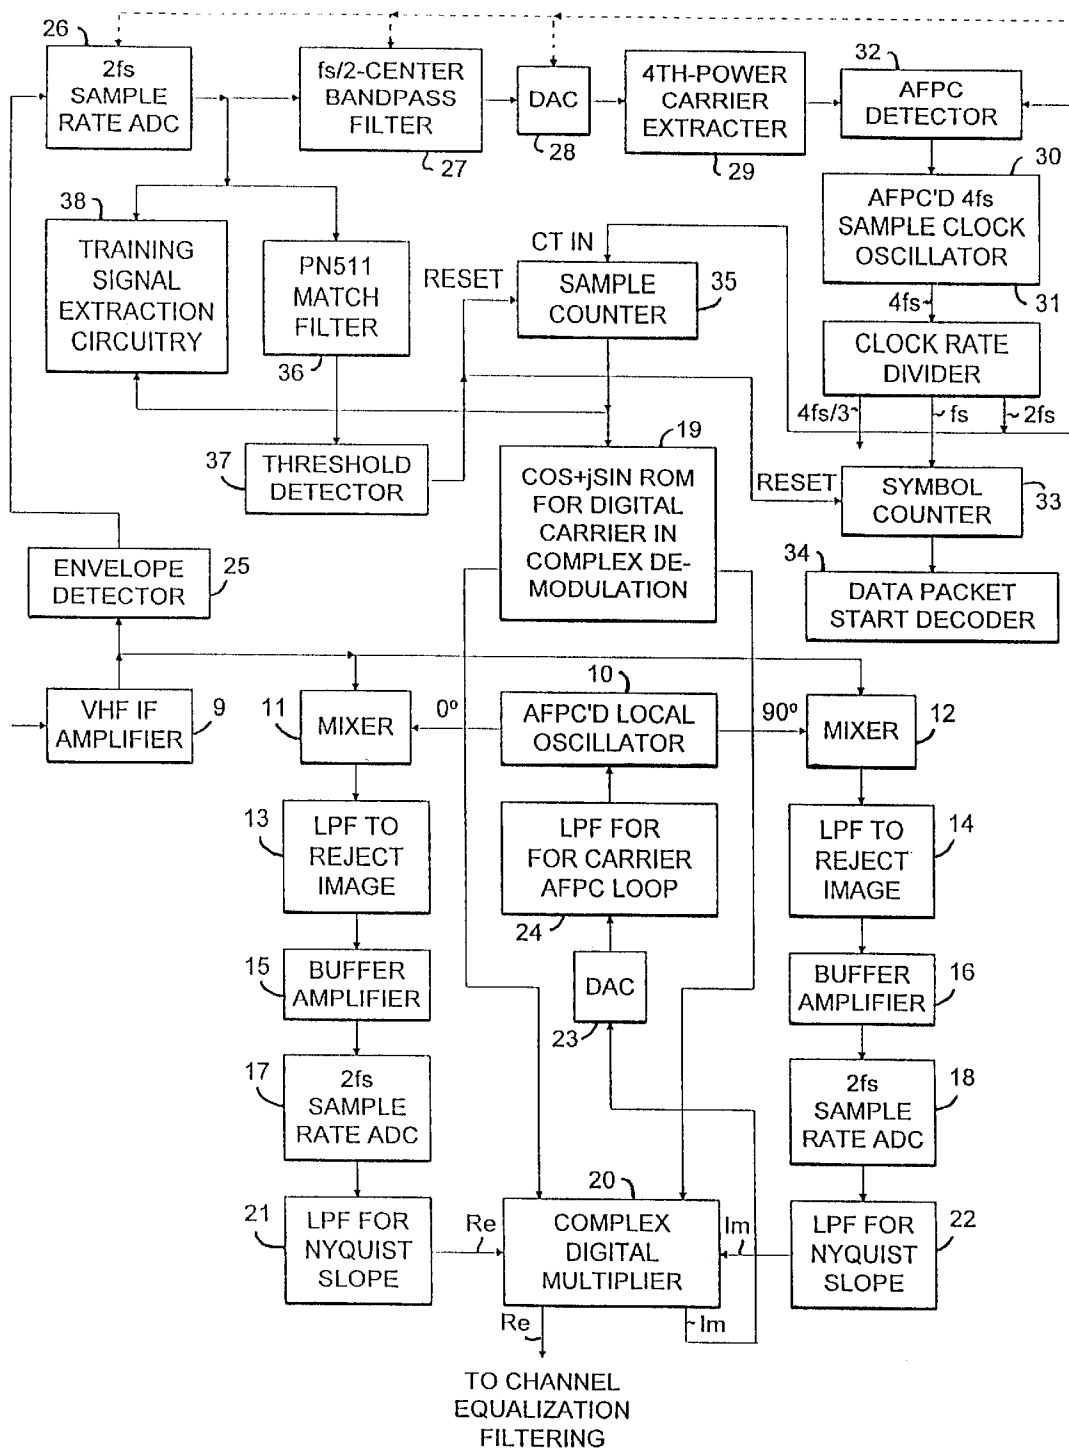 26
2fs
SAMPLE
RATE ADC
fs/2-CENTER
BANDPASS
FILTER
27
DAC
28
4TH-POWER
CARRIER
EXTRACTER
29
32
AFPC
DETECTOR
30
AFPC'D 4fs
SAMPLE CLOCK
OSCILLATOR
31
4fs
CLOCK RATE
DIVIDER
4fs/3
fs
2fs
38
TRAINING
SIGNAL
EXTRACTION
CIRCUITRY
PN511
MATCH
FILTER
36
CT IN
RESET
SAMPLE
COUNTER
35
37
THRESHOLD
DETECTOR
19
COS+jSIN ROM
FOR DIGITAL
CARRIER IN
COMPLEX DE-
MODULATION
RESET
SYMBOL
COUNTER
33
34
DATA PACKET
START DECODER
ENVELOPE
DETECTOR
25
VHF IF
AMPLIFIER
9
11
MIXER
0º
10
AFPC'D LOCAL
OSCILLATOR
90º
MIXER
12
13
LPF TO
REJECT
IMAGE
LPF FOR
FOR CARRIER
AFPC LOOP
24
LPF TO
REJECT
IMAGE
14
15
BUFFER
AMPLIFIER
DAC
23
BUFFER
AMPLIFIER
16
17
2fs
SAMPLE
RATE ADC
2fs
SAMPLE
RATE ADC
18
21
LPF FOR
NYQUIST
SLOPE
Re
20
COMPLEX
DIGITAL
MULTIPLIER
Im
LPF FOR
NYQUIST
SLOPE
22
Re
Im
TO CHANNEL
EQUALIZATION
FILTERING